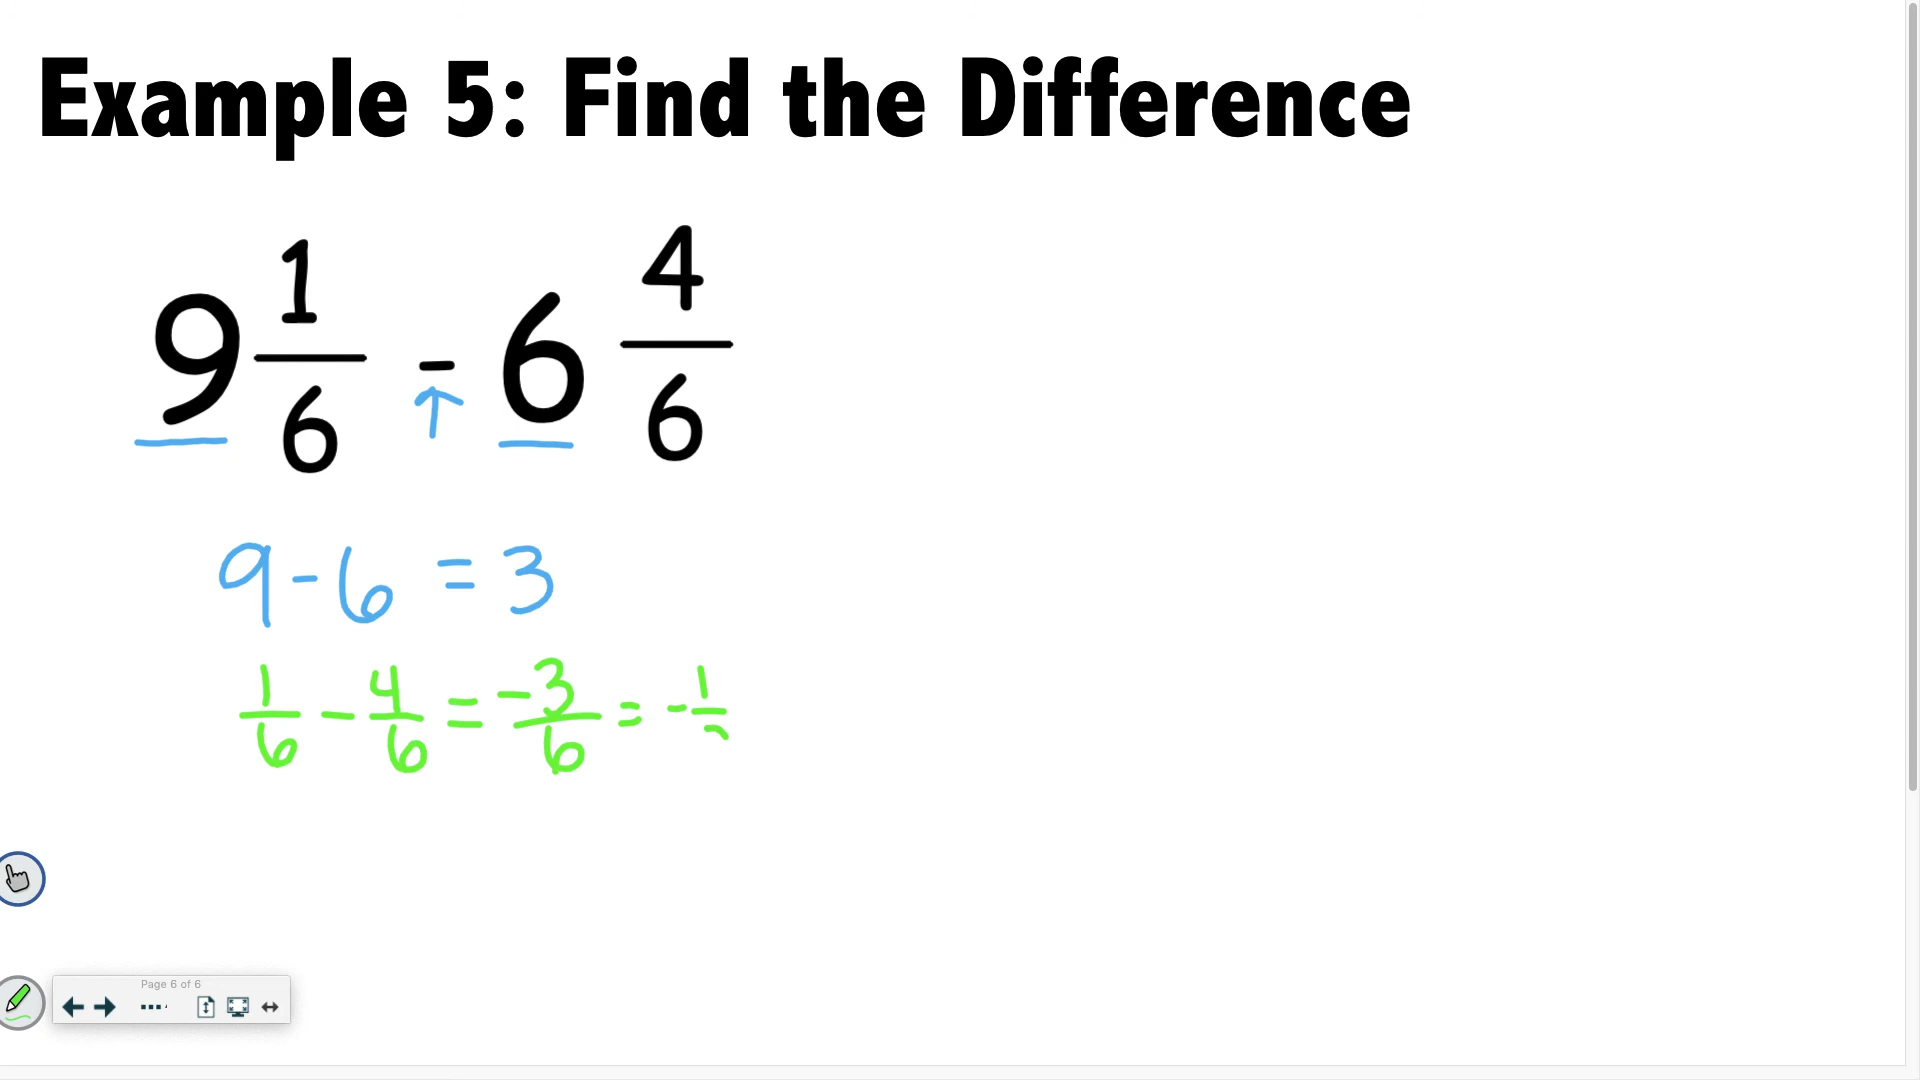 Example 5: Find the Difference
9 1/6 - 6 4/6
9 - 6 = 3
1/6 - 4/6 = -3/6 = -1/
Page 6 of 6